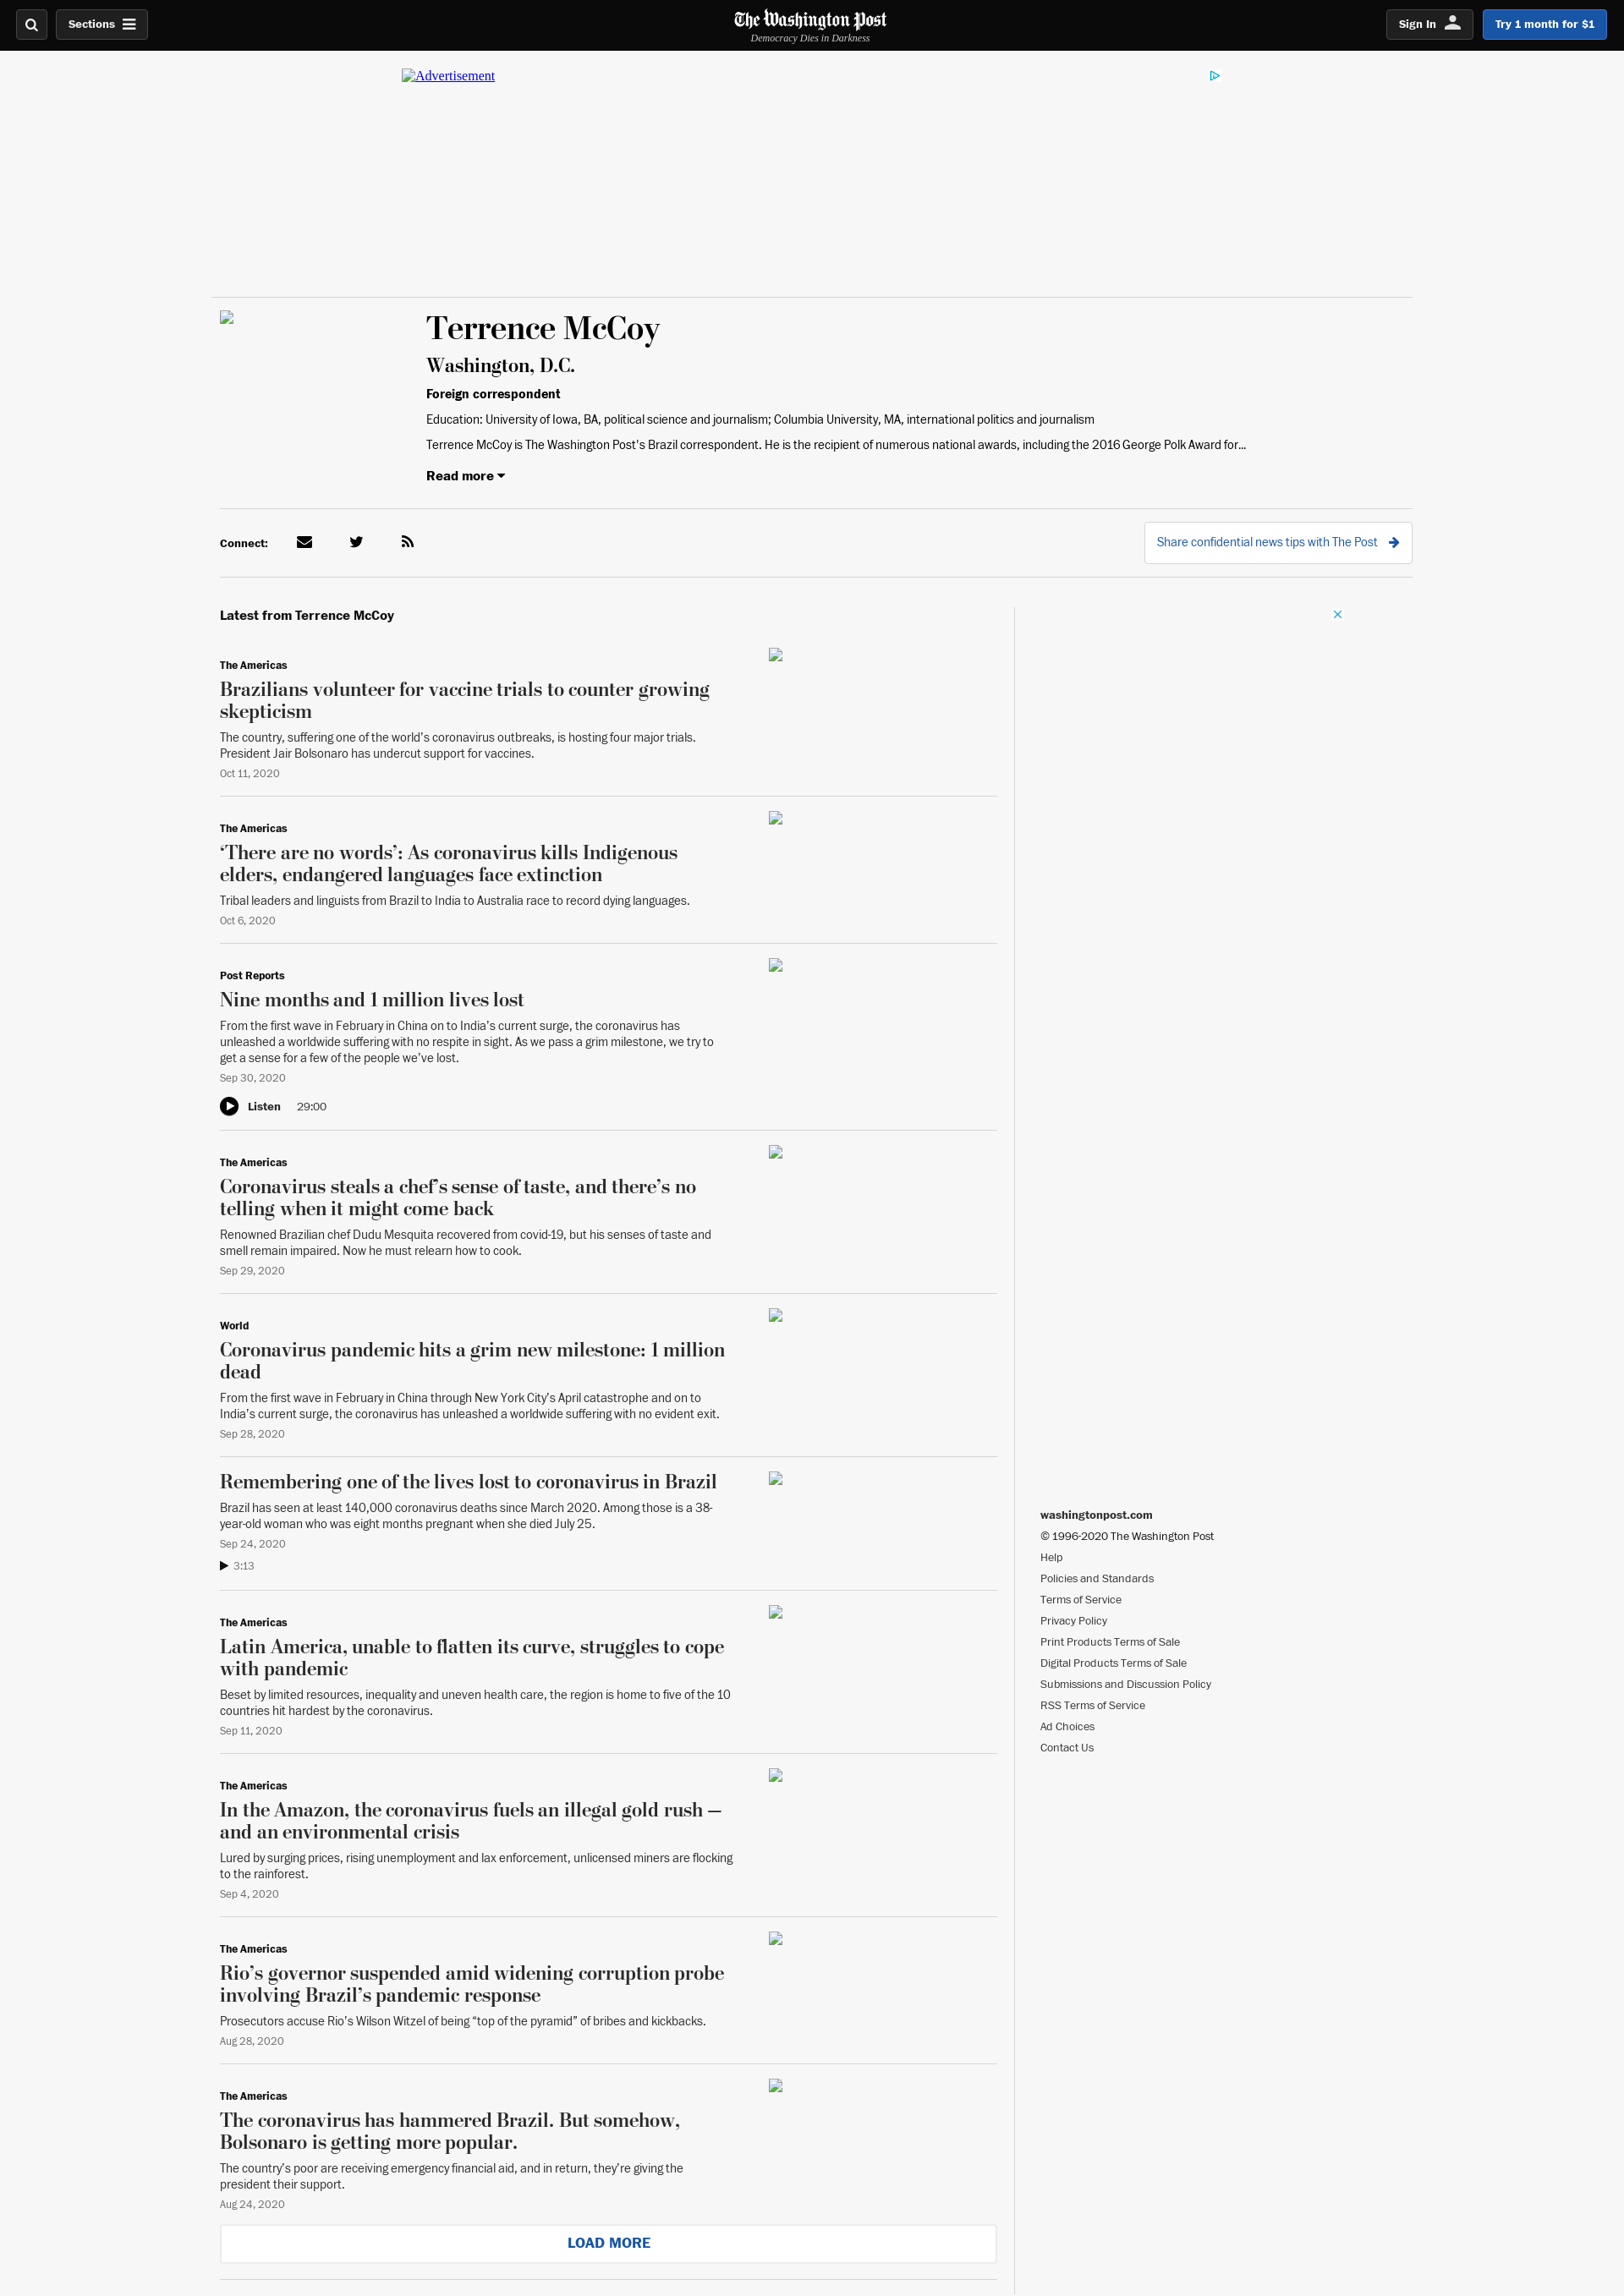 Sections
The Washington Post
Democracy Dies in Darkness
Sign In
Try 1 month for $1
Advertisement
Terrence McCoy
Washington, D.C.
Foreign correspondent
Education: University of Iowa, BA, political science and journalism; Columbia University, MA, international politics and journalism
Terrence McCoy is The Washington Post's Brazil correspondent. He is the recipient of numerous national awards, including the 2016 George Polk Award for...
Read more
Connect:
Share confidential news tips with The Post
Latest from Terrence McCoy
The Americas
Brazilians volunteer for vaccine trials to counter growing
skepticism
The country, suffering one of the world’s coronavirus outbreaks, is hosting four major trials.
President Jair Bolsonaro has undercut support for vaccines.
Oct 11, 2020
The Americas
‘There are no words’: As coronavirus kills Indigenous
elders, endangered languages face extinction
Tribal leaders and linguists from Brazil to India to Australia race to record dying languages.
Oct 6, 2020
Post Reports
Nine months and 1 million lives lost
From the first wave in February in China on to India’s current surge, the coronavirus has
unleashed a worldwide suffering with no respite in sight. As we pass a grim milestone, we try to
get a sense for a few of the people we’ve lost.
Sep 30, 2020
Listen 29:00
The Americas
Coronavirus steals a chef’s sense of taste, and there’s no
telling when it might come back
Renowned Brazilian chef Dudu Mesquita recovered from covid-19, but his senses of taste and
smell remain impaired. Now he must relearn how to cook.
Sep 29, 2020
World
Coronavirus pandemic hits a grim new milestone: 1 million
dead
From the first wave in February in China through New York City’s April catastrophe and on to
India’s current surge, the coronavirus has unleashed a worldwide suffering with no evident exit.
Sep 28, 2020
Remembering one of the lives lost to coronavirus in Brazil
Brazil has seen at least 140,000 coronavirus deaths since March 2020. Among those is a 38-
year-old woman who was eight months pregnant when she died July 25.
Sep 24, 2020
3:13
The Americas
Latin America, unable to flatten its curve, struggles to cope
with pandemic
Beset by limited resources, inequality and uneven health care, the region is home to five of the 10
countries hit hardest by the coronavirus.
Sep 11, 2020
The Americas
In the Amazon, the coronavirus fuels an illegal gold rush —
and an environmental crisis
Lured by surging prices, rising unemployment and lax enforcement, unlicensed miners are flocking
to the rainforest.
Sep 4, 2020
The Americas
Rio’s governor suspended amid widening corruption probe
involving Brazil’s pandemic response
Prosecutors accuse Rio’s Wilson Witzel of being “top of the pyramid” of bribes and kickbacks.
Aug 28, 2020
The Americas
The coronavirus has hammered Brazil. But somehow,
Bolsonaro is getting more popular.
The country’s poor are receiving emergency financial aid, and in return, they’re giving the
president their support.
Aug 24, 2020
LOAD MORE
washingtonpost.com
© 1996-2020 The Washington Post
Help
Policies and Standards
Terms of Service
Privacy Policy
Print Products Terms of Sale
Digital Products Terms of Sale
Submissions and Discussion Policy
RSS Terms of Service
Ad Choices
Contact Us